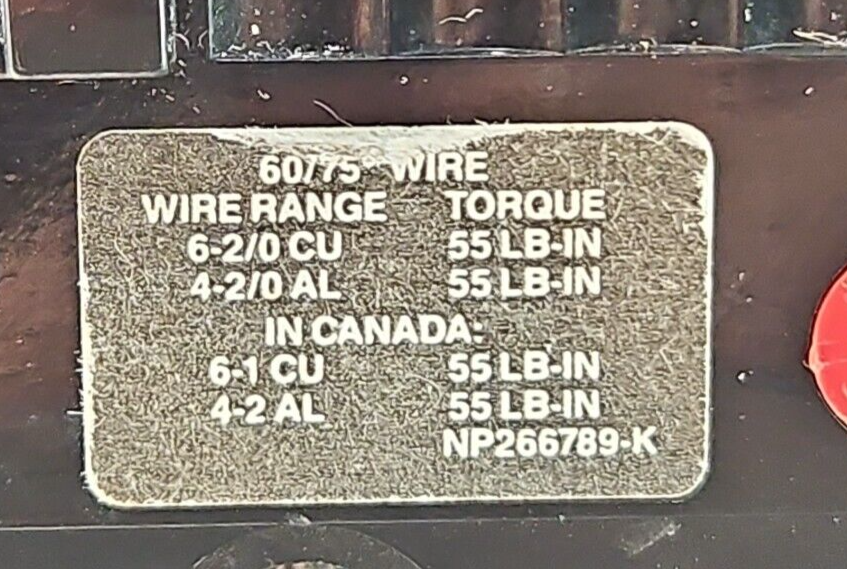 60/75° WIRE
WIRE RANGE TORQUE
6-2/0 CU 55 LB-IN
4-2/0 AL 55 LB-IN
IN CANADA:
6-1 CU 55 LB-IN
4-2 AL 55 LB-IN
NP266789-K